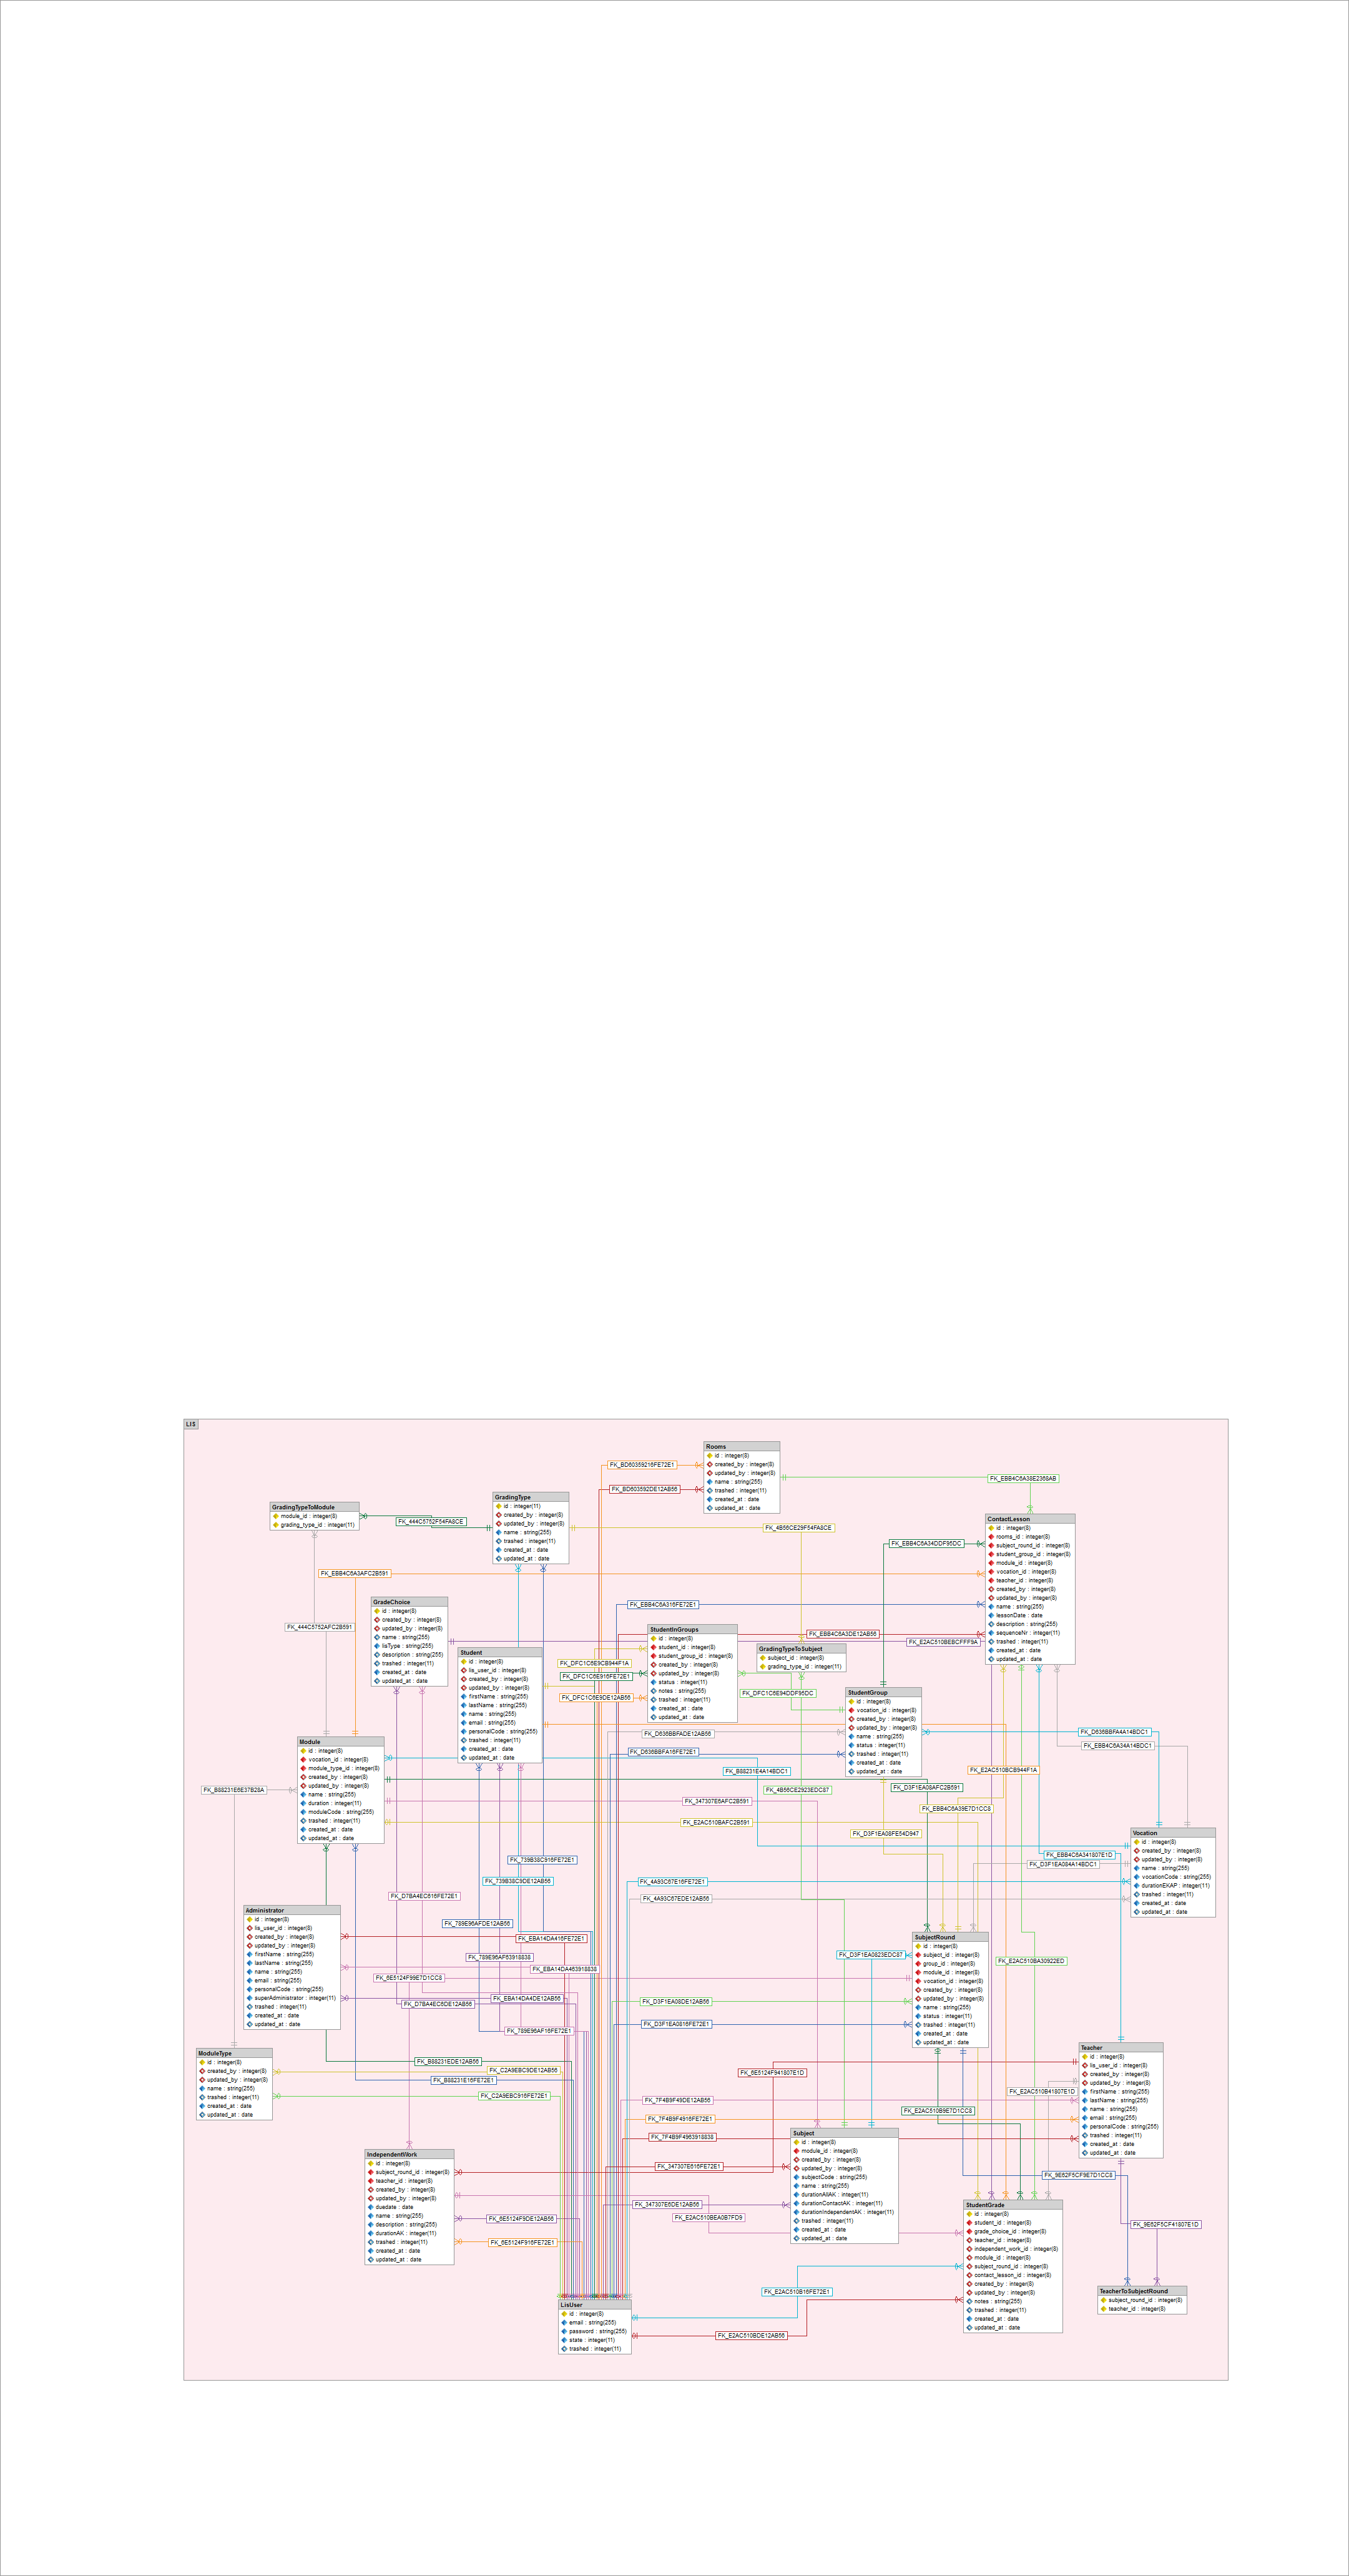 LIS
Rooms
id : integer(8)
created_by : integer(8)
updated_by : integer(8)
name : string(255)
trashed : integer(11)
created_at : date
updated_at : date
FK_BD60359216FE72E1
FK_BD603592DE12AB56
FK_EBB4C6A38E2368AB
GradingTypeToModule
module_id : integer(8)
grading_type_id : integer(11)
FK_444C5752F54FA8CE
GradingType
id : integer(11)
created_by : integer(8)
updated_by : integer(8)
name : string(255)
trashed : integer(11)
created_at : date
updated_at : date
FK_4B56CE29F54FA8CE
FK_EBB4C6A34DDF95DC
ContactLesson
id : integer(8)
rooms_id : integer(8)
subject_round_id : integer(8)
student_group_id : integer(8)
module_id : integer(8)
vocation_id : integer(8)
teacher_id : integer(8)
created_by : integer(8)
updated_by : integer(8)
name : string(255)
lessonDate : date
description : string(255)
sequenceNr : integer(11)
trashed : integer(11)
created_at : date
updated_at : date
FK_EBB4C6A3AFC2B591
GradeChoice
id : integer(8)
created_by : integer(8)
updated_by : integer(8)
name : string(255)
lisType : string(255)
description : string(255)
trashed : integer(11)
created_at : date
updated_at : date
FK_444C5752AFC2B591
FK_EBB4C6A316FE72E1
FK_EBB4C6A3DE12AB56
FK_E2AC510BEBCFFF9A
Student
id : integer(8)
lis_user_id : integer(8)
created_by : integer(8)
updated_by : integer(8)
firstName : string(255)
lastName : string(255)
name : string(255)
email : string(255)
personalCode : string(255)
trashed : integer(11)
created_at : date
updated_at : date
StudentInGroups
id : integer(8)
student_id : integer(8)
student_group_id : integer(8)
created_by : integer(8)
updated_by : integer(8)
status : integer(11)
notes : string(255)
trashed : integer(11)
created_at : date
updated_at : date
FK_DFC1C6E9CB944F1A
FK_DFC1C6E916FE72E1
FK_DFC1C6E9DE12AB56
GradingTypeToSubject
subject_id : integer(8)
grading_type_id : integer(11)
FK_DFC1C6E94DDF95DC
StudentGroup
id : integer(8)
vocation_id : integer(8)
created_by : integer(8)
updated_by : integer(8)
name : string(255)
status : integer(11)
trashed : integer(11)
created_at : date
updated_at : date
FK_D636BBFADE12AB56
FK_D636BBFA16FE72E1
FK_D636BBFA4A14BDC1
FK_EBB4C6A34A14BDC1
Module
id : integer(8)
vocation_id : integer(8)
module_type_id : integer(8)
created_by : integer(8)
updated_by : integer(8)
name : string(255)
duration : integer(11)
moduleCode : string(255)
trashed : integer(11)
created_at : date
updated_at : date
FK_B88231E6E37B28A
FK_B88231E4A14BDC1
FK_E2AC510BCB944F1A
FK_D3F1EA08AFC2B591
FK_4B56CE2923EDC87
FK_347307E6AFC2B591
FK_EBB4C6A39E7D1CC8
FK_E2AC510BAFC2B591
FK_D3F1EA08FE54D947
Vocation
id : integer(8)
created_by : integer(8)
updated_by : integer(8)
name : string(255)
vocationCode : string(255)
durationEKAP : integer(11)
trashed : integer(11)
created_at : date
updated_at : date
FK_EBB4C6A341807E1D
FK_D3F1EA084A14BDC1
FK_739B38C916FE72E1
FK_739B38C9DE12AB56
FK_4A93C67E16FE72E1
FK_4A93C67EDE12AB56
FK_D7BA4EC616FE72E1
Administrator
id : integer(8)
lis_user_id : integer(8)
created_by : integer(8)
updated_by : integer(8)
firstName : string(255)
lastName : string(255)
name : string(255)
email : string(255)
personalCode : string(255)
superAdministrator : integer(11)
trashed : integer(11)
created_at : date
updated_at : date
FK_789E96AFDE12AB56
FK_EBA14DA416FE72E1
FK_789E96AF63918838
FK_EBA14DA463918838
FK_6E5124F99E7D1CC8
FK_EBA14DA4DE12AB56
FK_D7BA4EC6DE12AB56
FK_789E96AF16FE72E1
SubjectRound
id : integer(8)
subject_id : integer(8)
group_id : integer(8)
module_id : integer(8)
vocation_id : integer(8)
created_by : integer(8)
updated_by : integer(8)
name : string(255)
status : integer(11)
trashed : integer(11)
created_at : date
updated_at : date
FK_D3F1EA0823EDC87
FK_E2AC510BA30922ED
FK_D3F1EA08DE12AB56
FK_D3F1EA0816FE72E1
ModuleType
id : integer(8)
created_by : integer(8)
updated_by : integer(8)
name : string(255)
trashed : integer(11)
created_at : date
updated_at : date
FK_B88231EDE12AB56
FK_C2A9EBC9DE12AB56
FK_B88231E16FE72E1
FK_C2A9EBC916FE72E1
Teacher
id : integer(8)
lis_user_id : integer(8)
created_by : integer(8)
updated_by : integer(8)
firstName : string(255)
lastName : string(255)
name : string(255)
email : string(255)
personalCode : string(255)
trashed : integer(11)
created_at : date
updated_at : date
FK_6E5124F941807E1D
FK_E2AC510B41807E1D
FK_7F4B9F49DE12AB56
FK_E2AC510B9E7D1CC8
FK_7F4B9F4916FE72E1
FK_7F4B9F4963918838
Subject
id : integer(8)
module_id : integer(8)
created_by : integer(8)
updated_by : integer(8)
subjectCode : string(255)
name : string(255)
durationAllAK : integer(11)
durationContactAK : integer(11)
durationIndependentAK : integer(11)
trashed : integer(11)
created_at : date
updated_at : date
FK_347307E616FE72E1
FK_347307E6DE12AB56
FK_E2AC510BEA0B7FD9
IndependentWork
id : integer(8)
subject_round_id : integer(8)
teacher_id : integer(8)
created_by : integer(8)
updated_by : integer(8)
duedate : date
name : string(255)
description : string(255)
durationAK : integer(11)
trashed : integer(11)
created_at : date
updated_at : date
FK_6E5124F9DE12AB56
FK_6E5124F916FE72E1
FK_9E62F5CF9E7D1CC8
FK_9E62F5CF41807E1D
StudentGrade
id : integer(8)
student_id : integer(8)
grade_choice_id : integer(8)
teacher_id : integer(8)
independent_work_id : integer(8)
module_id : integer(8)
subject_round_id : integer(8)
contact_lesson_id : integer(8)
created_by : integer(8)
updated_by : integer(8)
notes : string(255)
trashed : integer(11)
created_at : date
updated_at : date
TeacherToSubjectRound
subject_round_id : integer(8)
teacher_id : integer(8)
FK_E2AC510B16FE72E1
FK_E2AC510BDE12AB56
LisUser
id : integer(8)
email : string(255)
password : string(255)
state : integer(11)
trashed : integer(11)